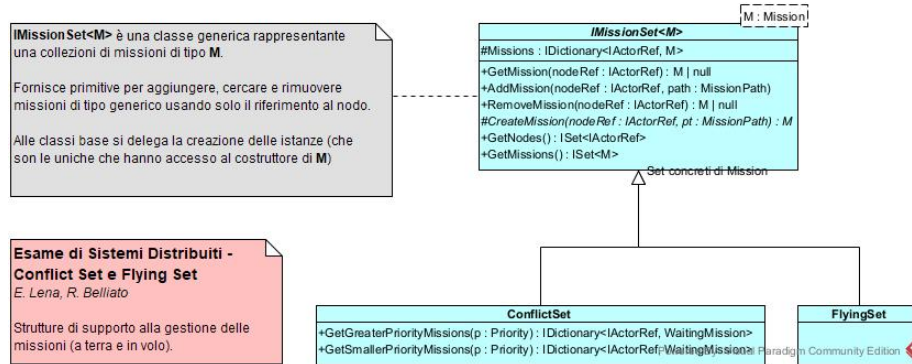 IMissionSet<M> è una classe generica rappresentante
una collezioni di missioni di tipo M.
Fornisce primitive per aggiungere, cercare e rimuovere
missioni di tipo generico usando solo il riferimento al nodo.
Alle classi base si delega la creazione delle istanze (che
son le uniche che hanno accesso al costruttore di M)
M : Mission
IMissionSet<M>
#Missions : IDictionary<IActorRef, M>
+GetMission(nodeRef : IActorRef) : M | null
+AddMission(nodeRef : IActorRef, path : MissionPath)
+RemoveMission(nodeRef : IActorRef) : M | null
#CreateMission(nodeRef : IActorRef, pt : MissionPath) : M
+GetNodes() : ISet<IActorRef>
+GetMissions() : ISet<M>
Set concreti di Mission
Esame di Sistemi Distribuiti -
Conflict Set e Flying Set
E. Lena, R. Belliato
Strutture di supporto alla gestione delle
missioni (a terra e in volo).
ConflictSet
+GetGreaterPriorityMissions(p : Priority) : IDictionary<IActorRef, WaitingMission>
+GetSmallerPriorityMissions(p : Priority) : IDictionary<IActorRef, WaitingMission>
FlyingSet
Paradigm Community Edition